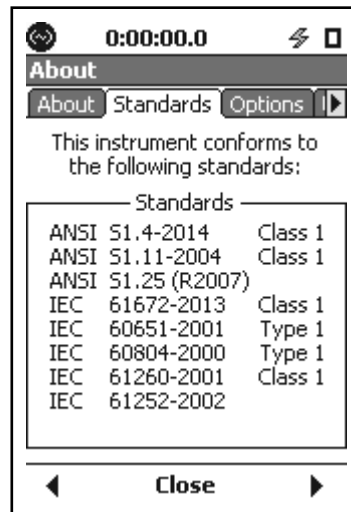 0:00:00.0
About
About Standards Options
This instrument conforms to
the following standards:
Standards
ANSI S1.4-2014 Class 1
ANSI S1.11-2004 Class 1
ANSI S1.25 (R2007)
IEC 61672-2013 Class 1
IEC 60651-2001 Type 1
IEC 60804-2000 Type 1
IEC 61260-2001 Class 1
IEC 61252-2002
Close